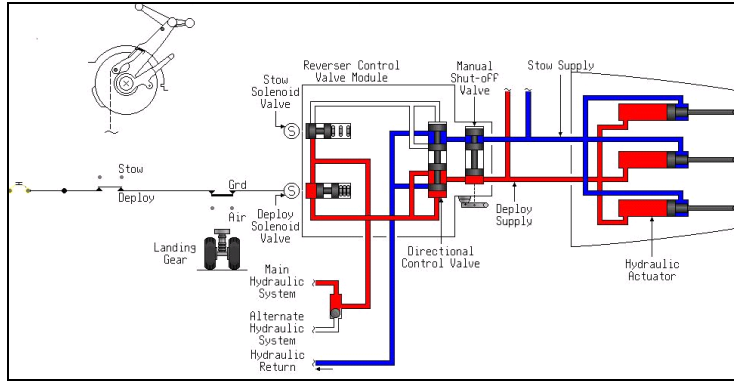 Reverser Control
Valve Module
Manual
Shut-off
Valve
Stow Supply
Stow
Solenoid
Valve
S
Stow
Deploy
Grd
Air
S
Deploy
Solenoid
Valve
Deploy
Supply
Landing
Gear
Directional
Control Valve
Hydraulic
Actuator
Main
Hydraulic
System
Alternate
Hydraulic
System
Hydraulic
Return